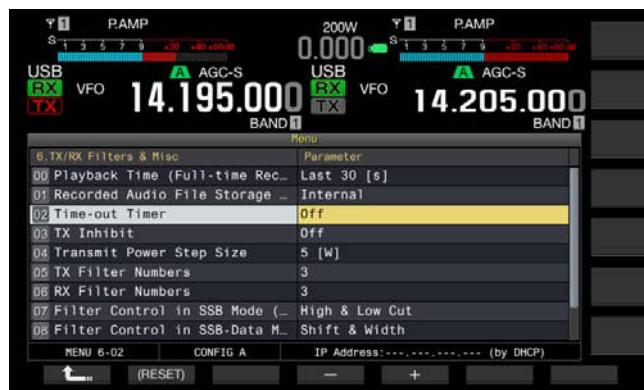 1 P.AMP 200W 1 P.AMP
S 1 3 5 7 9 +20 +40 +60dB 0.000 S 1 3 5 7 9 +20 +40 +60dB
USB A AGC-S USB A AGC-S
RX VFO RX VFO
TX 14.195.000 TX 14.205.000
BAND 1 BAND 1
Menu
6.TX/RX Filters & Misc Parameter
00 Playback Time (Full-time Rec… Last 30 [s]
01 Recorded Audio File Storage … Internal
02 Time-out Timer Off
03 TX Inhibit Off
04 Transmit Power Step Size 5 [W]
05 TX Filter Numbers 3
06 RX Filter Numbers 3
07 Filter Control in SSB Mode (… High & Low Cut
08 Filter Control in SSB-Data M… Shift & Width
MENU 6-02 CONFIG A IP Address:---.---.---.--- (by DHCP)
(RESET) − +